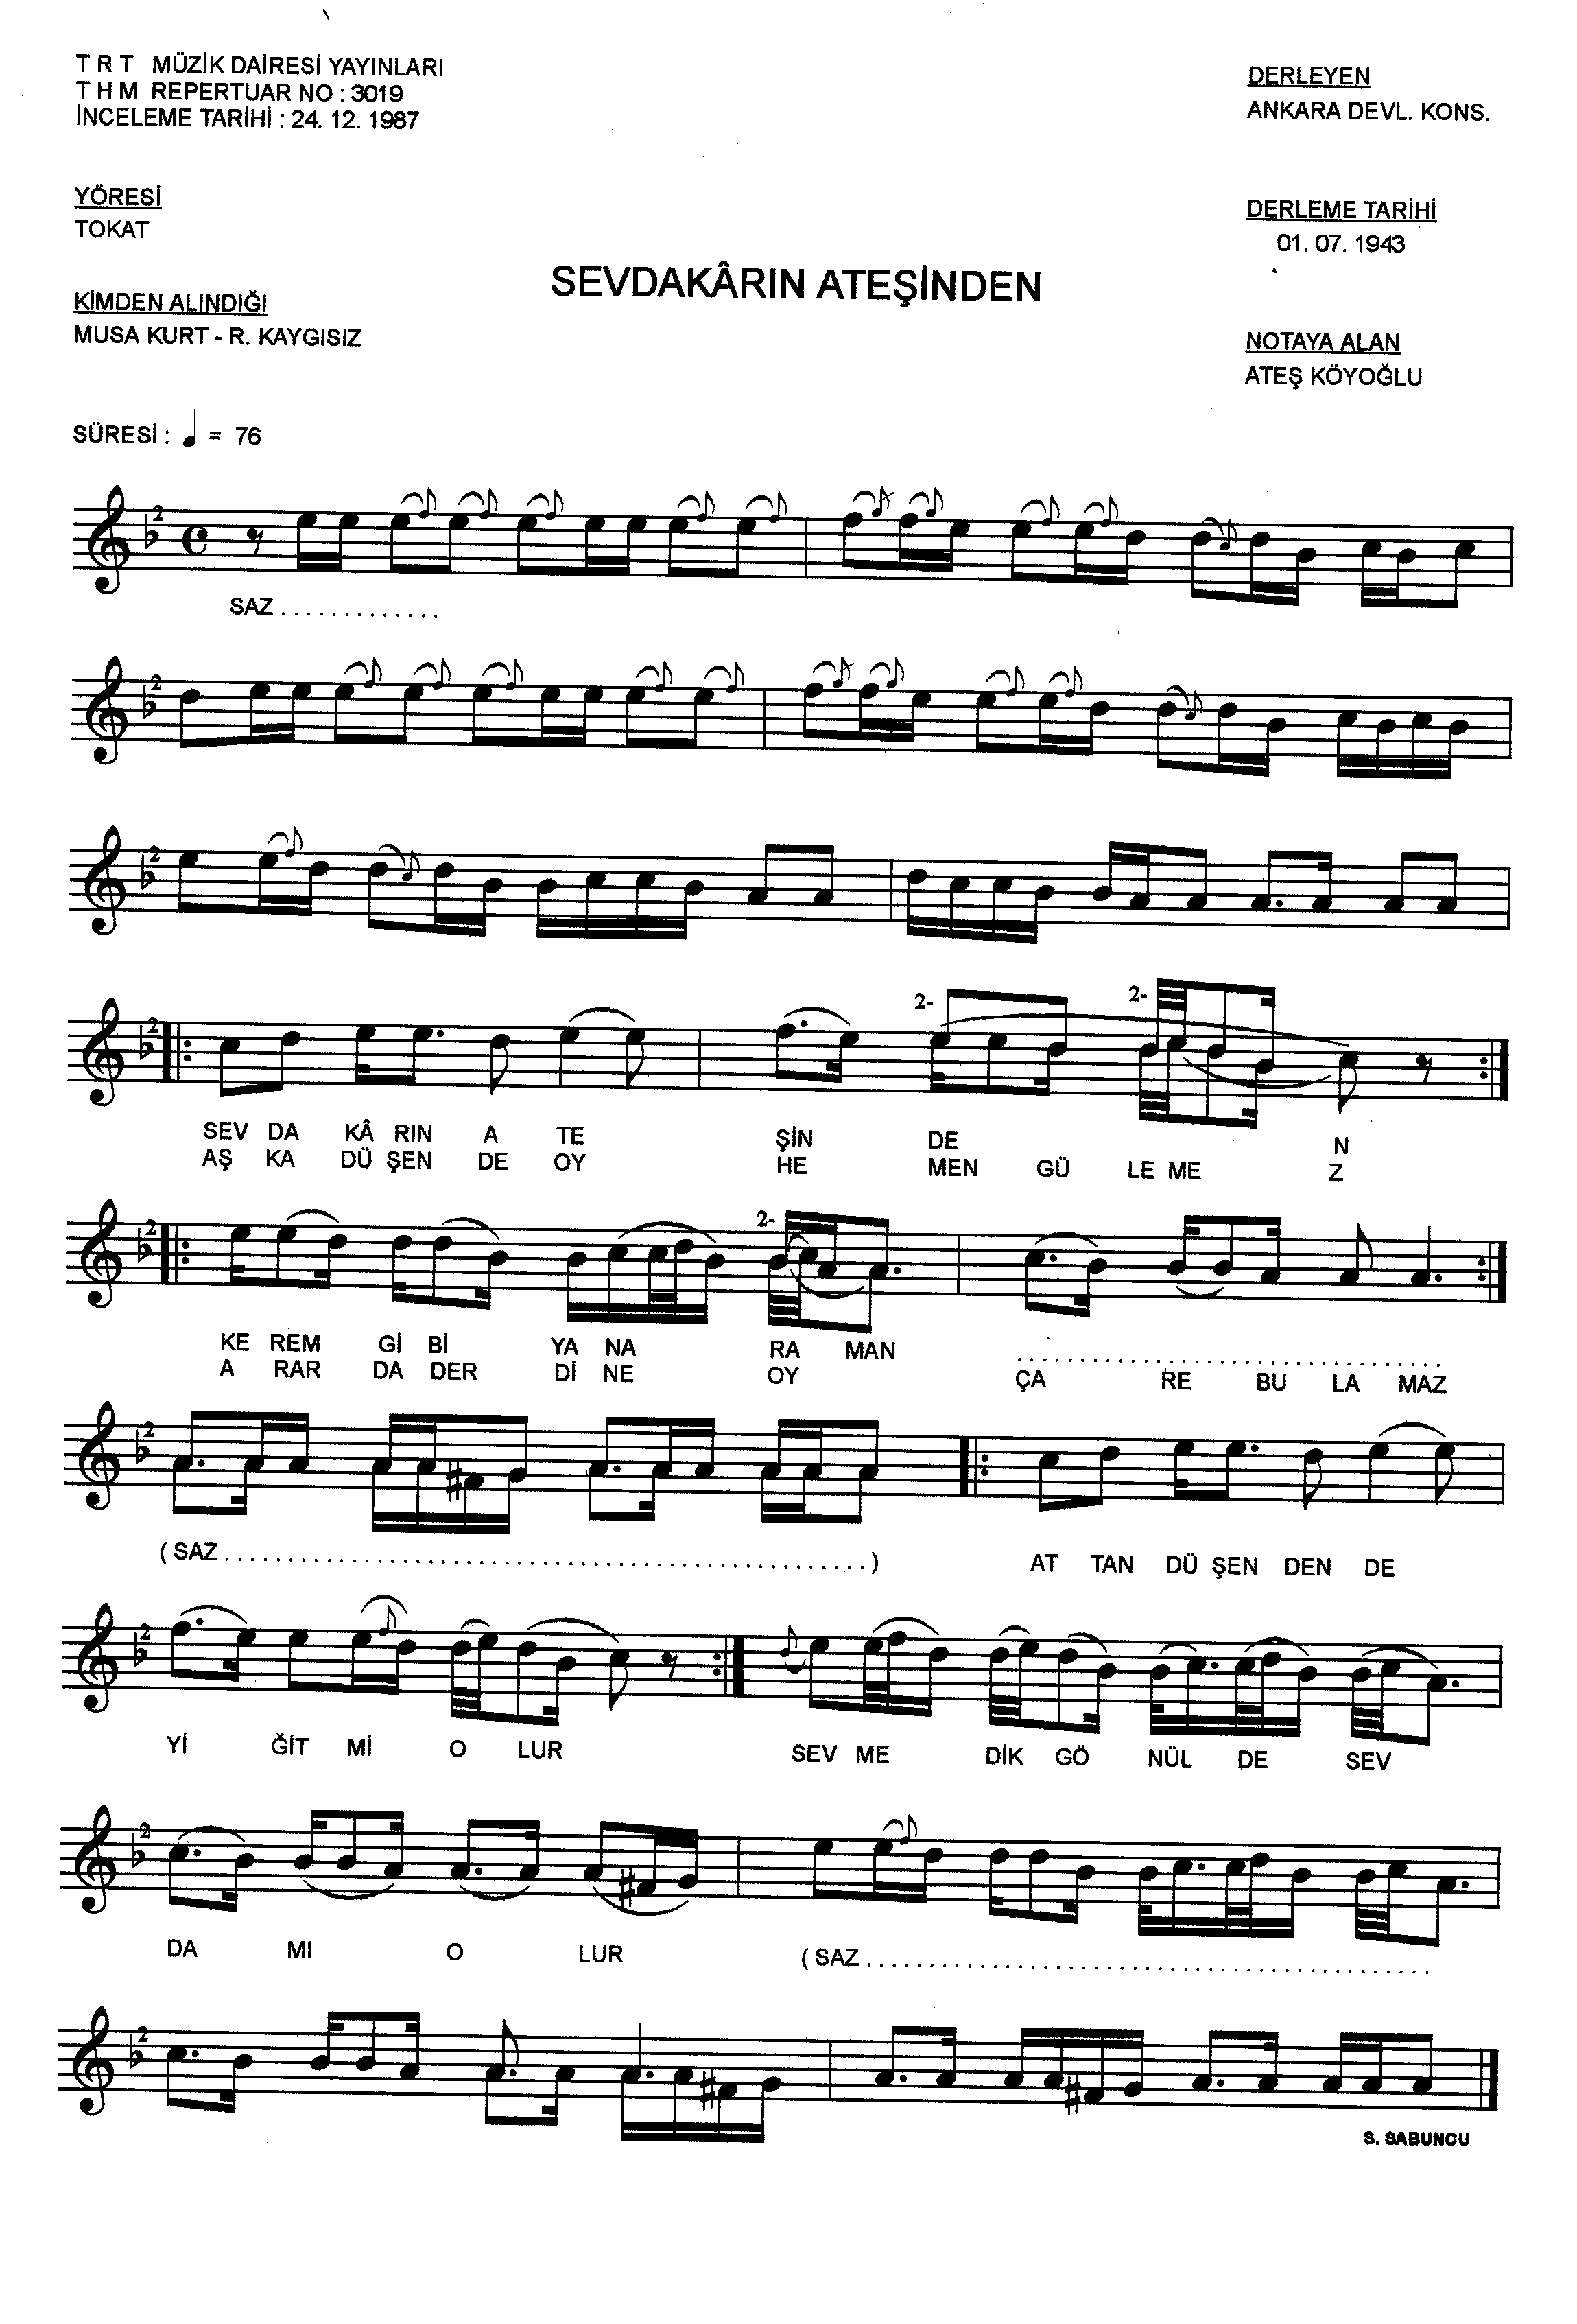 T R T MÜZİK DAİRESİ YAYINLARI
T H M REPERTUAR NO : 3019
İNCELEME TARİHİ : 24. 12. 1987
DERLEYEN
ANKARA DEVL. KONS.
YÖRESİ
TOKAT
DERLEME TARİHİ
01. 07. 1943
SEVDAKÂRIN ATEŞİNDEN
KİMDEN ALINDIĞI
MUSA KURT - R. KAYGISIZ
NOTAYA ALAN
ATEŞ KÖYOĞLU
SÜRESİ : ♩ = 76
SAZ . . . . . . . . . . . . .
SEV DA KÂ RIN A TE ŞİN DE N
AŞ KA DÜ ŞEN DE OY HE MEN GÜ LE ME Z
KE REM Gİ Bİ YA NA RA MAN . . . . . . . . . . . . . . . . . . . . . . . . . . . . . . . . . .
A RAR DA DER Dİ NE OY ÇA RE BU LA MAZ
( SAZ . . . . . . . . . . . . . . . . . . . . . . . . . . . . . . . . . . . . . . . . . . . . . . . . . . . ) AT TAN DÜ ŞEN DEN DE
Yİ ĞİT Mİ O LUR SEV ME DİK GÖ NÜL DE SEV
DA MI O LUR ( SAZ . . . . . . . . . . . . . . . . . . . . . . . . . . . . . . . . . . . . . . . . . . . . .
S. SABUNCU